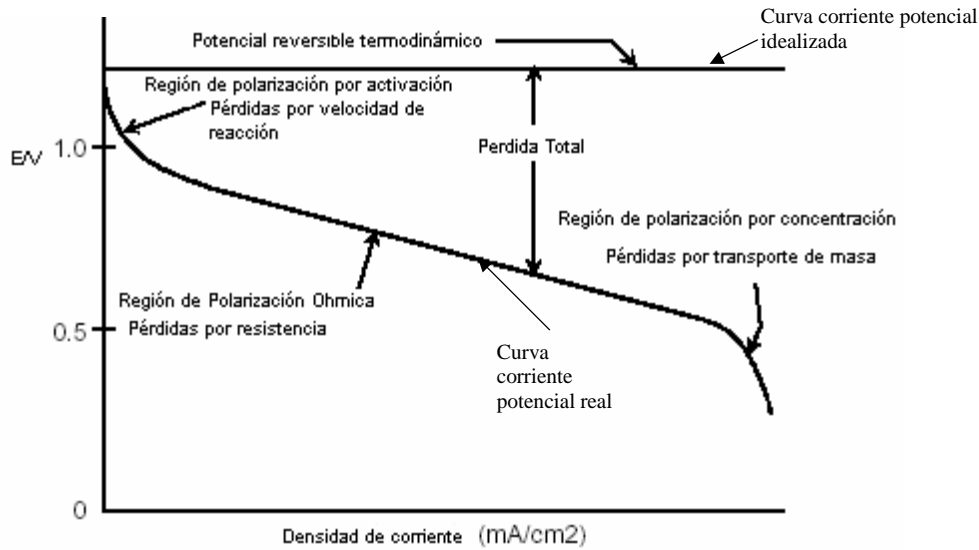 Curva corriente potencial
idealizada
Potencial reversible termodinámico
Región de polarización por activación
Pérdidas por velocidad de
reacción
1.0
E/V
Perdida Total
Región de polarización por concentración
Pérdidas por transporte de masa
Región de Polarización Ohmica
Pérdidas por resistencia
0.5
Curva
corriente
potencial real
0
Densidad de corriente (mA/cm2)